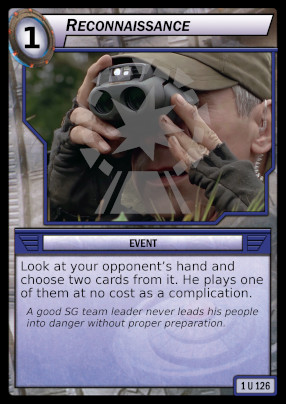 1
RECONNAISSANCE
EVENT
Look at your opponent's hand and
choose two cards from it. He plays one
of them at no cost as a complication.
A good SG team leader never leads his people
into danger without proper preparation.
1 U 126